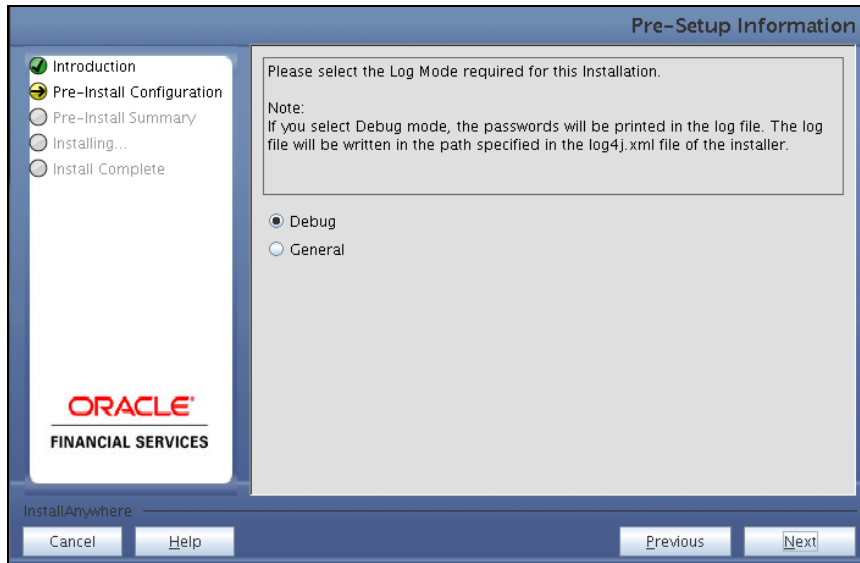 Pre-Setup Information
Introduction
Pre-Install Configuration
Pre-Install Summary
Installing...
Install Complete
Please select the Log Mode required for this Installation.
Note:
If you select Debug mode, the passwords will be printed in the log file. The log
file will be written in the path specified in the log4j.xml file of the installer.
Debug
General
ORACLE
FINANCIAL SERVICES
InstallAnywhere
Cancel
Help
Previous
Next